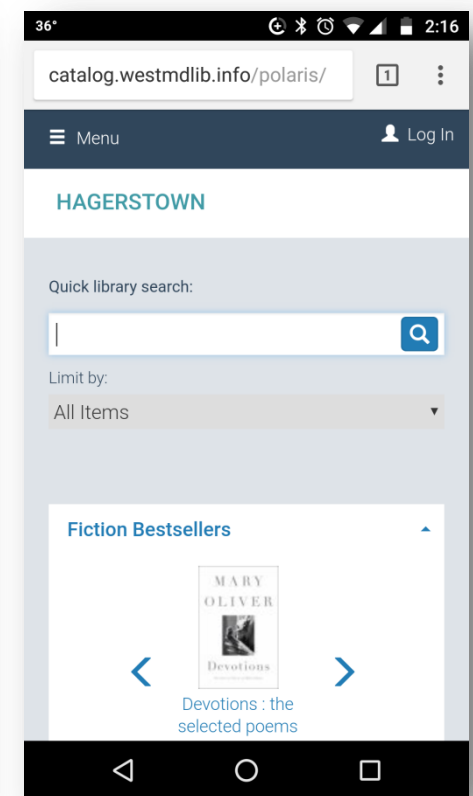 36° 2:16
catalog.westmdlib.info/polaris/ 1
Menu Log In
HAGERSTOWN
Quick library search:
Limit by:
All Items
Fiction Bestsellers
MARY
OLIVER
Devotions
Devotions : the
selected poems